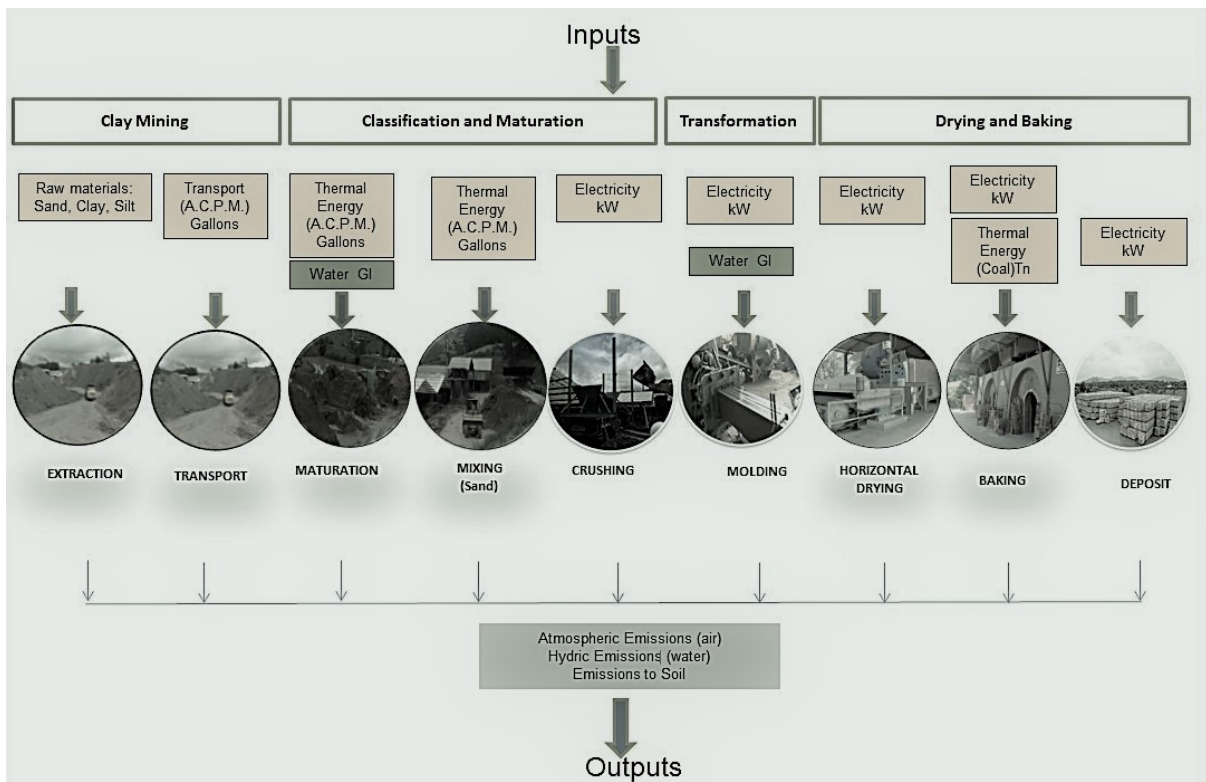 Inputs
Clay Mining
Classification and Maturation
Transformation
Drying and Baking
Raw materials:
Sand, Clay, Silt
Transport
(A.C.P.M.)
Gallons
Thermal
Energy
(A.C.P.M.)
Gallons
Water Gl
Thermal
Energy
(A.C.P.M.)
Gallons
Electricity
kW
Electricity
kW
Water Gl
Electricity
kW
Electricity
kW
Thermal
Energy
(Coal)Tn
Electricity
kW
EXTRACTION
TRANSPORT
MATURATION
MIXING
(Sand)
CRUSHING
MOLDING
HORIZONTAL
DRYING
BAKING
DEPOSIT
Atmospheric Emissions (air)
Hydric Emissions (water)
Emissions to Soil
Outputs